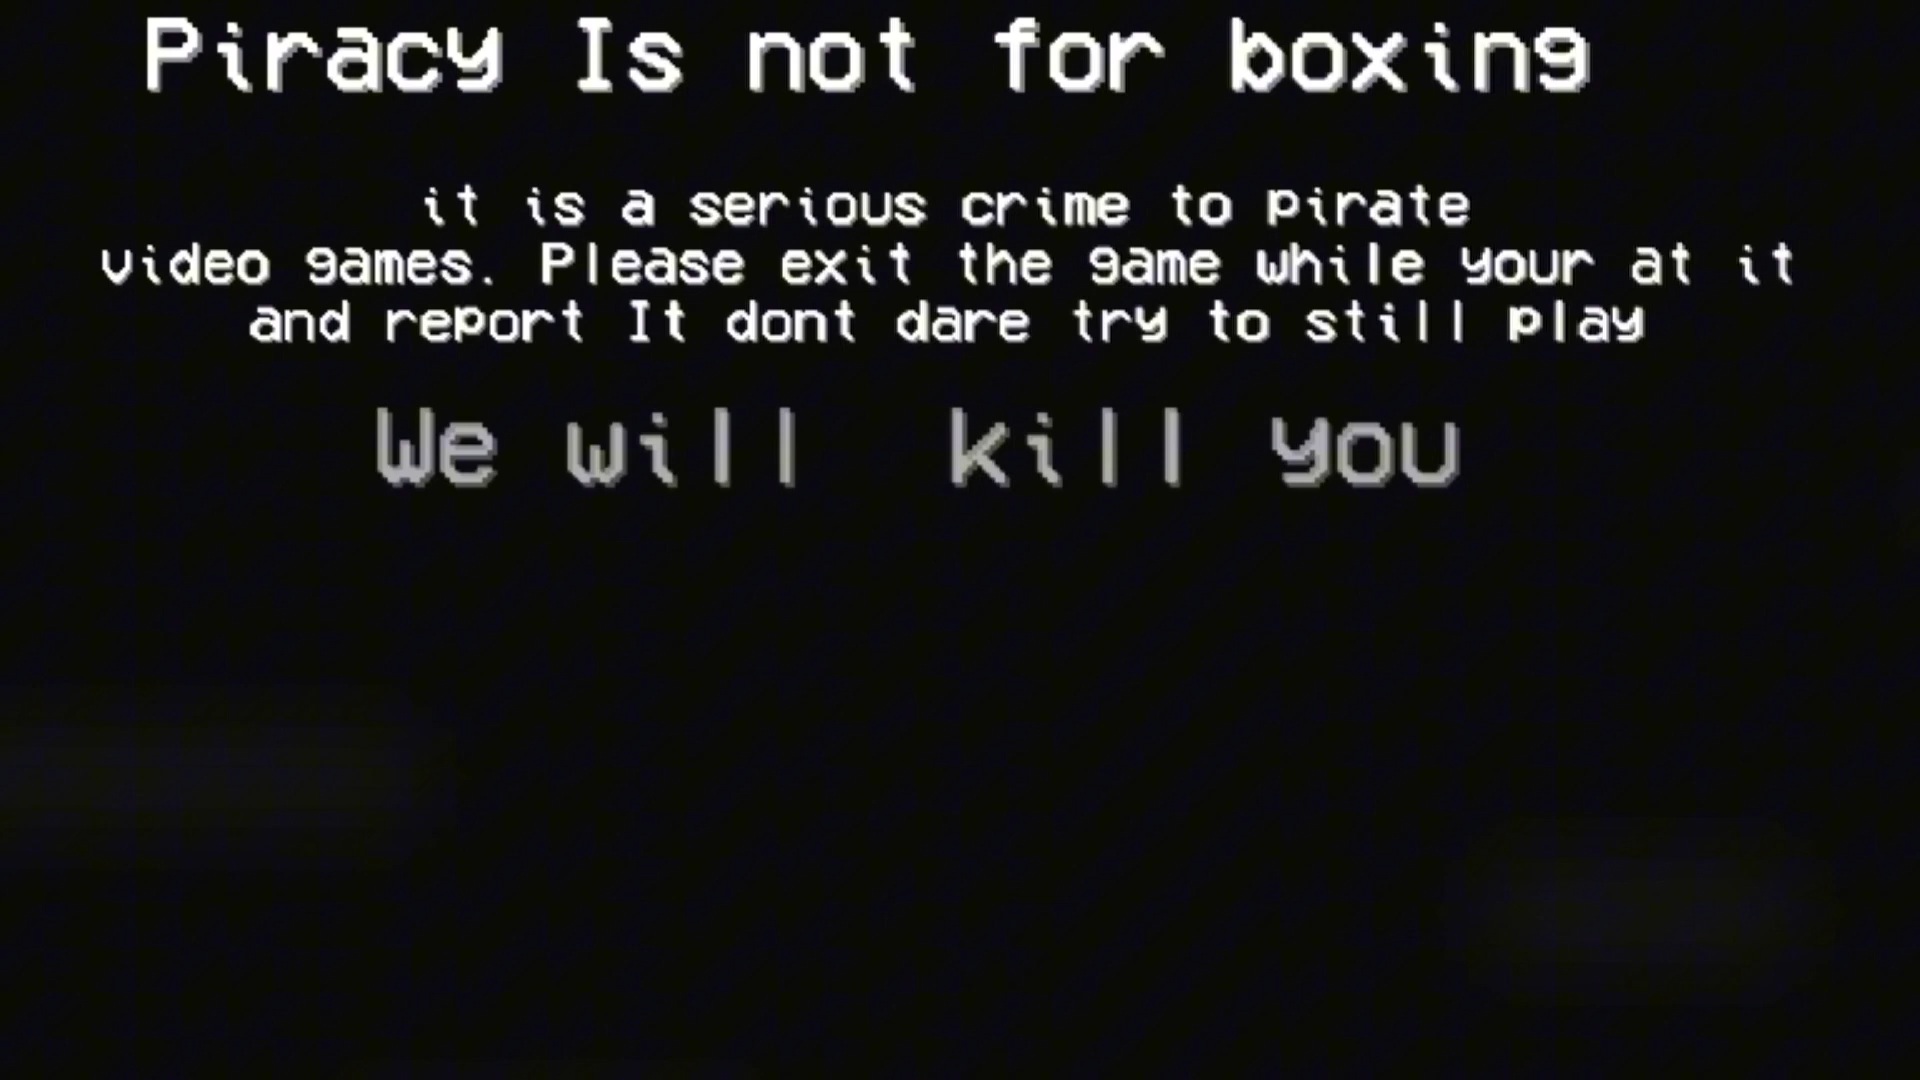 Piracy Is not for boxing
it is a serious crime to pirate
video games. Please exit the game while your at it
and report It dont dare try to still play
We will kill you